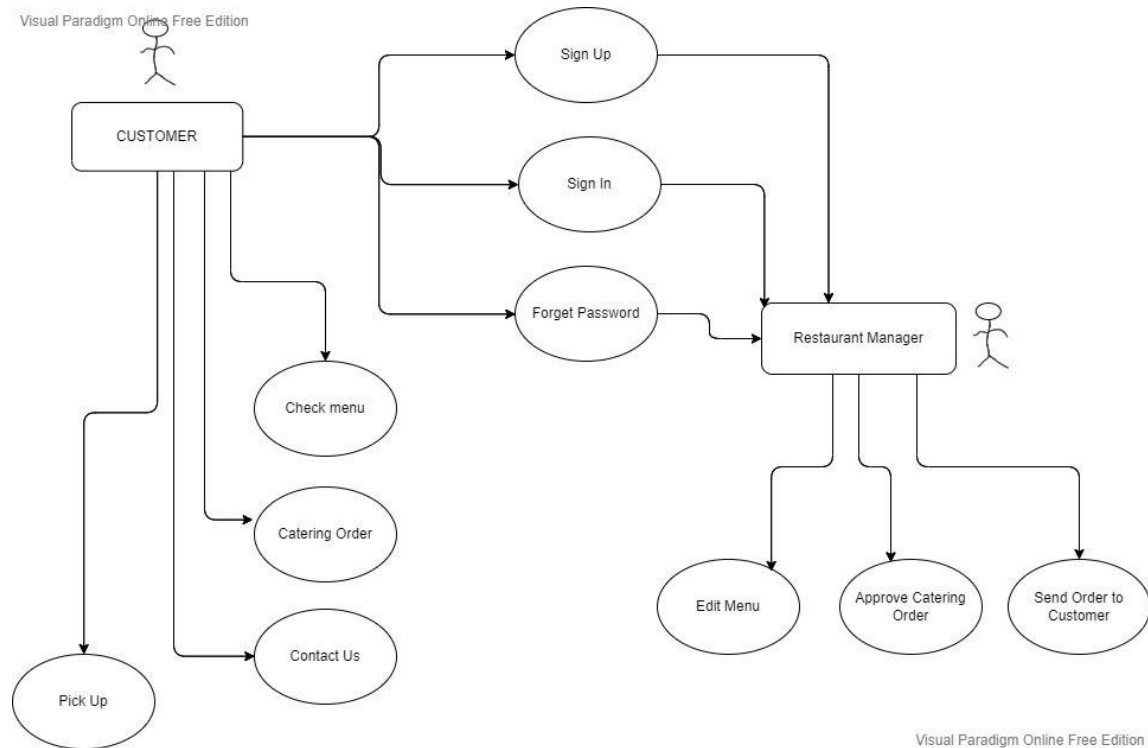 Visual Paradigm Online Free Edition
Sign Up
CUSTOMER
Sign In
Forget Password
Restaurant Manager
Check menu
Catering Order
Edit Menu
Approve Catering
Order
Send Order to
Customer
Contact Us
Pick Up
Visual Paradigm Online Free Edition